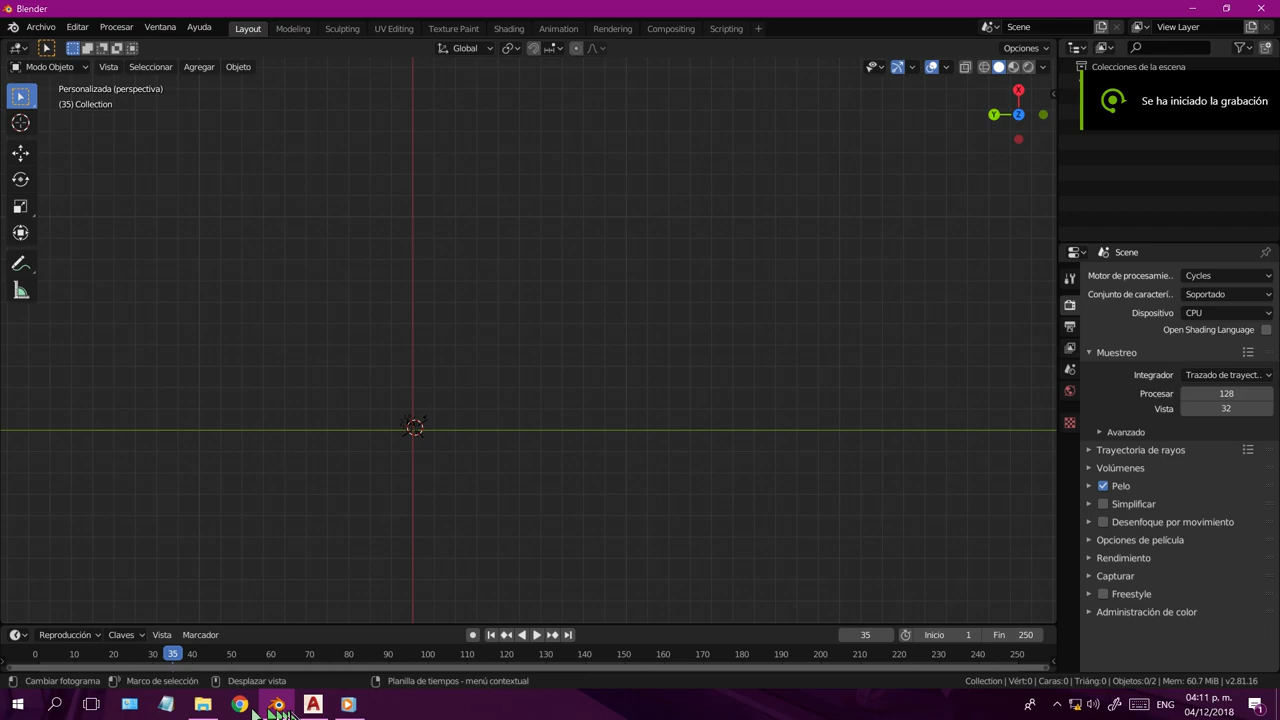 Blender
Archivo Editar Procesar Ventana Ayuda Layout Modeling Sculpting UV Editing Texture Paint Shading Animation Rendering Compositing Scripting + Scene View Layer
Global Opciones
Modo Objeto Vista Seleccionar Agregar Objeto Colecciones de la escena
Personalizada (perspectiva)
(35) Collection
X
Y
Z
Se ha iniciado la grabación
Scene
Motor de procesamie.. Cycles
Conjunto de caracterí.. Soportado
Dispositivo CPU
Open Shading Language
Muestreo
Integrador Trazado de trayect..
Procesar 128
Vista 32
Avanzado
Trayectoria de rayos
Volúmenes
Pelo
Simplificar
Desenfoque por movimiento
Opciones de película
Rendimiento
Capturar
Freestyle
Administración de color
Reproducción Claves Vista Marcador 35 Inicio 1 Fin 250
0 10 20 30 35 40 50 60 70 80 90 100 110 120 130 140 150 160 170 180 190 200 210 220 230 240 250
Cambiar fotograma Marco de selección Desplazar vista Planilla de tiempos - menú contextual Collection | Vért:0 | Caras:0 | Triáng:0 | Objetos:0/2 | Mem: 60.7 MiB | v2.81.16
A ENG 04:11 p. m.
04/12/2018
1